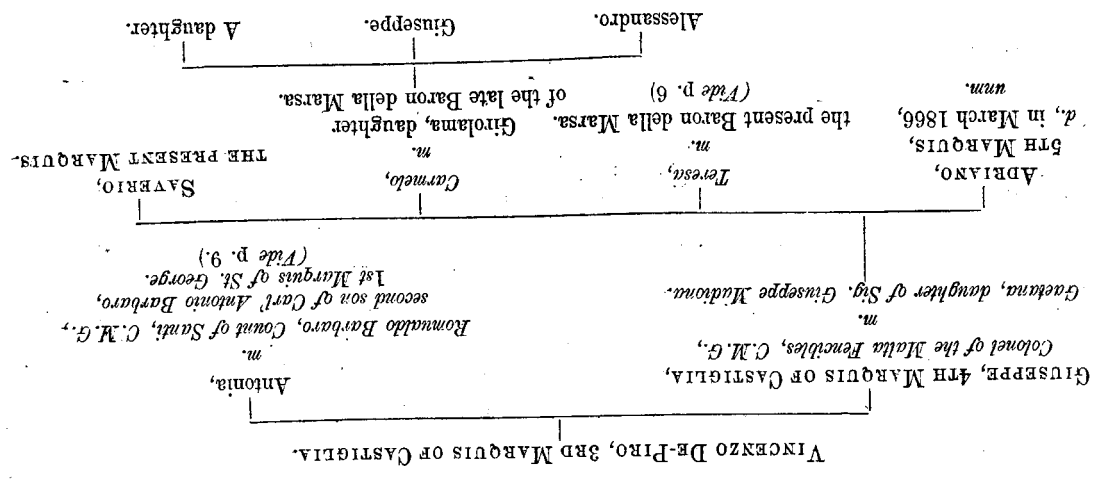 VINCENZO DE-PIRO, 3RD MARQUIS OF CASTIGLIA.
GIUSEPPE, 4TH MARQUIS OF CASTIGLIA,
Colonel of the Malta Fencibles, C.M.G.,
m.
Gaetana, daughter of Sig. Giuseppe Madiona.
Antonia,
m.
Romualdo Barbaro, Count of Santi, C.M.G.,
second son of Carl' Antonio Barbaro,
1st Marquis of St. George.
(Vide p. 9.)
ADRIANO,
5TH MARQUIS,
d., in March 1866,
unm.
Teresa,
m.
the present Baron della Marsa.
(Vide p. 6)
Carmelo,
m.
Girolama, daughter
of the late Baron della Marsa.
SAVERIO,
THE PRESENT MARQUIS.
Alessandro.
Giuseppe.
A daughter.